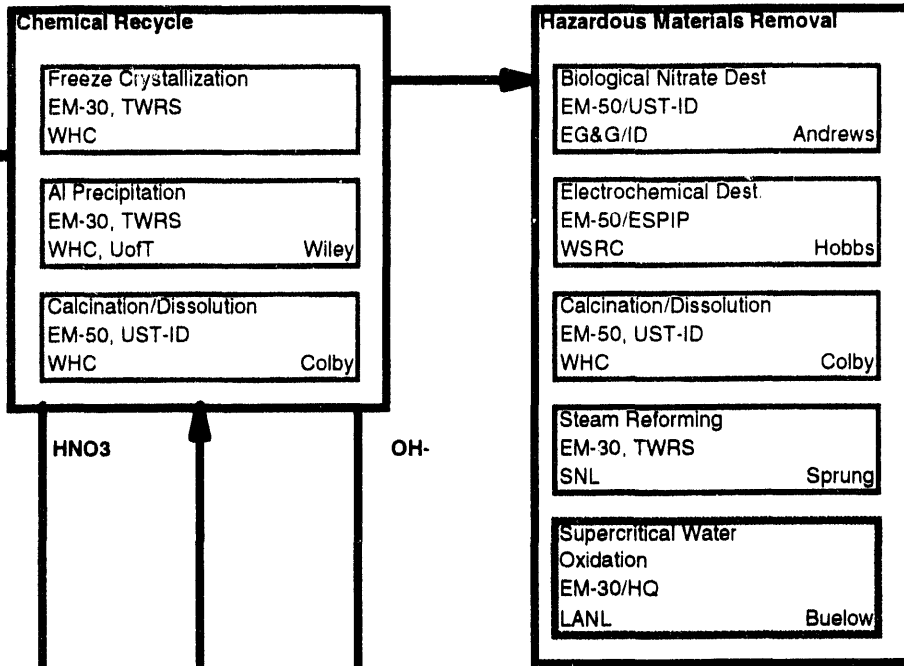 Chemical Recycle
Freeze Crystallization
EM-30, TWRS
WHC
Al Precipitation
EM-30, TWRS
WHC, UofT Wiley
Calcination/Dissolution
EM-50, UST-ID
WHC Colby
HNO3
OH-
Hazardous Materials Removal
Biological Nitrate Dest
EM-50/UST-ID
EG&G/ID Andrews
Electrochemical Dest.
EM-50/ESPIP
WSRC Hobbs
Calcination/Dissolution
EM-50, UST-ID
WHC Colby
Steam Reforming
EM-30, TWRS
SNL Sprung
Supercritical Water
Oxidation
EM-30/HQ
LANL Buelow